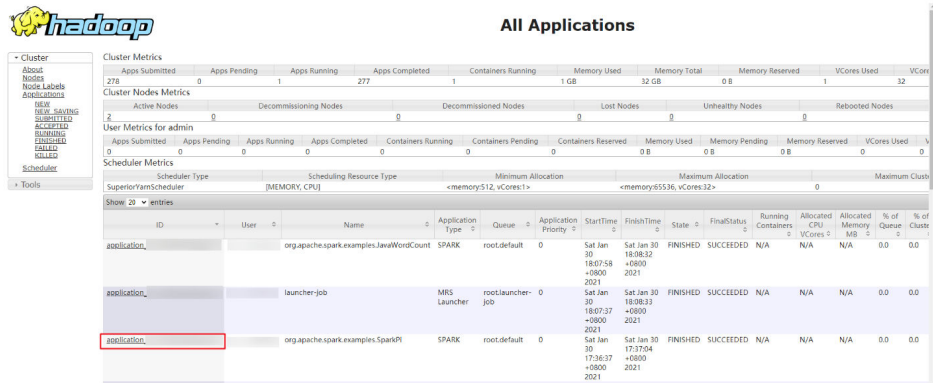 hadoop
All Applications
Cluster
About
Nodes
Node Labels
Applications
NEW
NEW_SAVING
SUBMITTED
ACCEPTED
RUNNING
FINISHED
FAILED
KILLED
Scheduler
Tools
Cluster Metrics
Apps Submitted Apps Pending Apps Running Apps Completed Containers Running Memory Used Memory Total Memory Reserved VCores Used VCore
278 0 1 277 1 1 GB 32 GB 0 B 1 32
Cluster Nodes Metrics
Active Nodes Decommissioning Nodes Decommissioned Nodes Lost Nodes Unhealthy Nodes Rebooted Nodes
2 0 0 0 0 0
User Metrics for admin
Apps Submitted Apps Pending Apps Running Apps Completed Containers Running Containers Pending Containers Reserved Memory Used Memory Pending Memory Reserved VCores Used V
0 0 0 0 0 0 0 0 B 0 B 0 B 0 0
Scheduler Metrics
Scheduler Type Scheduling Resource Type Minimum Allocation Maximum Allocation Maximum Cluste
SuperiorYarnScheduler [MEMORY, CPU] <memory:512, vCores:1> <memory:65536, vCores:32> 0
Show 20 entries
ID User Name Application Type Queue Application Priority StartTime FinishTime State FinalStatus Running Containers Allocated CPU VCores Allocated Memory MB % of Queue % of Cluste
application_ org.apache.spark.examples.JavaWordCount SPARK root.default 0 Sat Jan 30 18:07:58 +0800 2021 Sat Jan 30 18:08:32 +0800 2021 FINISHED SUCCEEDED N/A N/A N/A 0.0 0.0
application_ launcher-job MRS Launcher root.launcher-job 0 Sat Jan 30 18:07:37 +0800 2021 Sat Jan 30 18:08:33 +0800 2021 FINISHED SUCCEEDED N/A N/A N/A 0.0 0.0
application_ org.apache.spark.examples.SparkPI SPARK root.default 0 Sat Jan 30 17:36:37 +0800 2021 Sat Jan 30 17:37:04 +0800 2021 FINISHED SUCCEEDED N/A N/A N/A 0.0 0.0